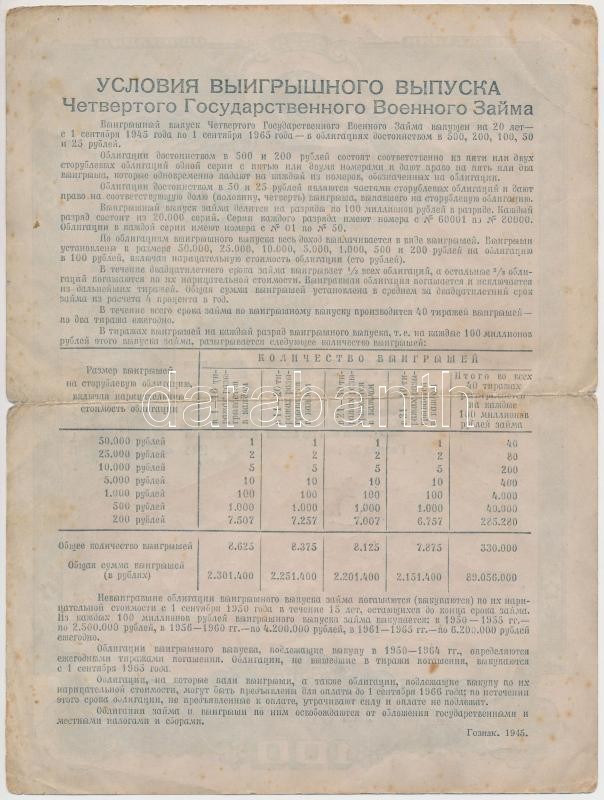 УСЛОВИЯ ВЫИГРЫШНОГО ВЫПУСКА
Четвертого Государственного Военного Займа
Выигрышный выпуск Четвертого Государственного Военного Займа выпущен на 20 лет—
с 1 сентября 1945 года по 1 сентября 1965 года—в облигациях достоинством в 500, 200, 100, 50
и 25 рублей.
Облигации достоинством в 500 и 200 рублей состоят соответственно из пяти или двух
сторублевых облигаций одной серии с пятью или двумя номерами и дают право на пять или два
выигрыша, которые одновременно падают на каждый из номеров, обозначенных на облигации.
Облигации достоинством в 50 и 25 рублей являются частями сторублевых облигаций и дают
право на соответствующую долю (половину, четверть) выигрыша, выпавшего на сторублевую облигацию.
Выигрышный выпуск займа делится на разряды по 100 миллионов рублей в разряде. Каждый
разряд состоит из 20.000 серий. Серии каждого разряда имеют номера с № 60001 по № 80000.
Облигации в каждой серии имеют номера с № 01 по № 50.
По облигациям выигрышного выпуска весь доход выплачивается в виде выигрышей. Выигрыши
установлены в размере 50.000, 25.000, 10.000, 5.000, 1.000, 500 и 200 рублей на облигацию
в 100 рублей, включая нарицательную стоимость облигации (сто рублей).
В течение двадцатилетнего срока займа выигрывает 1/3 всех облигаций, а остальные 2/3 обли-
гаций погашаются по их нарицательной стоимости. Выигравшая облигация погашается и исключается
из дальнейших тиражей. Общая сумма выигрышей установлена в среднем за двадцатилетний срок
займа из расчета 4 процента в год.
В течение всего срока займа по выигрышному выпуску производится 40 тиражей выигрышей—
по два тиража ежегодно.
В тиражах выигрышей на каждый разряд выигрышного выпуска, т. е. на каждые 100 миллионов
рублей этого выпуска займа, разыгрывается следующее количество выигрышей:
КОЛИЧЕСТВО ВЫИГРЫШЕЙ
Размер выигрышей
на сторублевую облигацию,
включая нарицательную
стоимость облигации
Итого во всех
40 тиражах
разыгрывается
на каждые
100 миллионов
рублей займа
50.000 рублей 1 1 1 1 40
25.000 рублей 2 2 2 2 80
10.000 рублей 5 5 5 5 200
5.000 рублей 10 10 10 10 400
1.000 рублей 100 100 100 100 4.000
500 рублей 1.000 1.000 1.000 1.000 40.000
200 рублей 7.507 7.257 7.007 6.757 285.280
Общее количество выигрышей 8.625 8.375 8.125 7.875 330.000
Общая сумма выигрышей
(в рублях) 2.301.400 2.251.400 2.201.400 2.151.400 89.056.000
Невыигравшие облигации выигрышного выпуска займа погашаются (выкупаются) по их нари-
цательной стоимости с 1 сентября 1950 года в течение 15 лет, остающихся до конца срока займа.
Из каждых 100 миллионов рублей выигрышного выпуска займа выкупается: в 1950—1955 гг.—
по 2.500.000 рублей, в 1956—1960 гг.—по 4.200.000 рублей, в 1961—1965 гг.—по 6.200.000 рублей
ежегодно.
Облигации выигрышного выпуска, подлежащие выкупу в 1950—1964 гг., определяются
ежегодными тиражами погашения. Облигации, не вышедшие в тиражи погашения, выкупаются
с 1 сентября 1965 года.
Облигации, на которые пали выигрыши, а также облигации, подлежащие выкупу по их
нарицательной стоимости, могут быть предъявлены для оплаты до 1 сентября 1966 года; по истечении
этого срока облигации, не предъявленные к оплате, утрачивают силу и оплате не подлежат.
Облигации займа и выигрыши по ним освобождаются от обложения государственными и
местными налогами и сборами.
Гознак. 1945.
darabanth